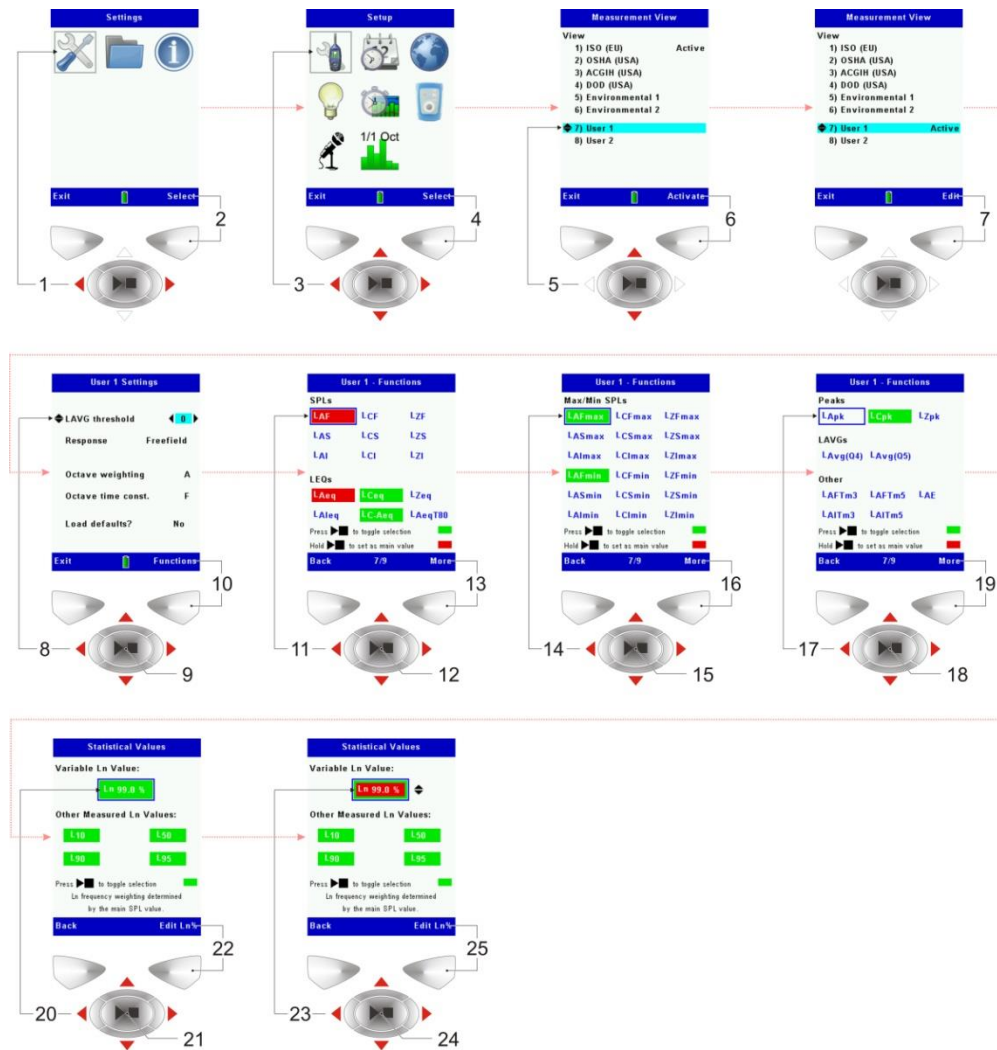 Settings
Exit Select
2
1
Setup
12
1/1 Oct
Exit Select
4
3
Measurement View
View
1) ISO (EU) Active
2) OSHA (USA)
3) ACGIH (USA)
4) DOD (USA)
5) Environmental 1
6) Environmental 2
7) User 1
8) User 2
Exit Activate
6
5
Measurement View
View
1) ISO (EU)
2) OSHA (USA)
3) ACGIH (USA)
4) DOD (USA)
5) Environmental 1
6) Environmental 2
7) User 1 Active
8) User 2
Exit Edit
7
User 1 Settings
LAVG threshold 0
Response Freefield
Octave weighting A
Octave time const. F
Load defaults? No
Exit Functions
10
8
9
User 1 - Functions
SPLs
LAF LCF LZF
LAS LCS LZS
LAI LCI LZI
LEQs
LAeq LCeq LZeq
LAIeq LC-Aeq LAeqT80
Press to toggle selection
Hold to set as main value
Back 7/9 More
13
11
12
User 1 - Functions
Max/Min SPLs
LAFmax LCFmax LZFmax
LASmax LCSmax LZSmax
LAImax LCImax LZImax
LAFmin LCFmin LZFmin
LASmin LCSmin LZSmin
LAImin LCImin LZImin
Press to toggle selection
Hold to set as main value
Back 7/9 More
16
14
15
User 1 - Functions
Peaks
LApk LCpk LZpk
LAVGs
LAvg(Q4) LAvg(Q5)
Other
LAFTm3 LAFTm5 LAE
LAITm3 LAITm5
Press to toggle selection
Hold to set as main value
Back 7/9 More
19
17
18
Statistical Values
Variable Ln Value:
Ln 99.0 %
Other Measured Ln Values:
L10 L50
L90 L95
Press to toggle selection
Ln frequency weighting determined
by the main SPL value.
Back Edit Ln%
22
20
21
Statistical Values
Variable Ln Value:
Ln 99.0 %
Other Measured Ln Values:
L10 L50
L90 L95
Press to toggle selection
Ln frequency weighting determined
by the main SPL value.
Back Edit Ln%
25
23
24